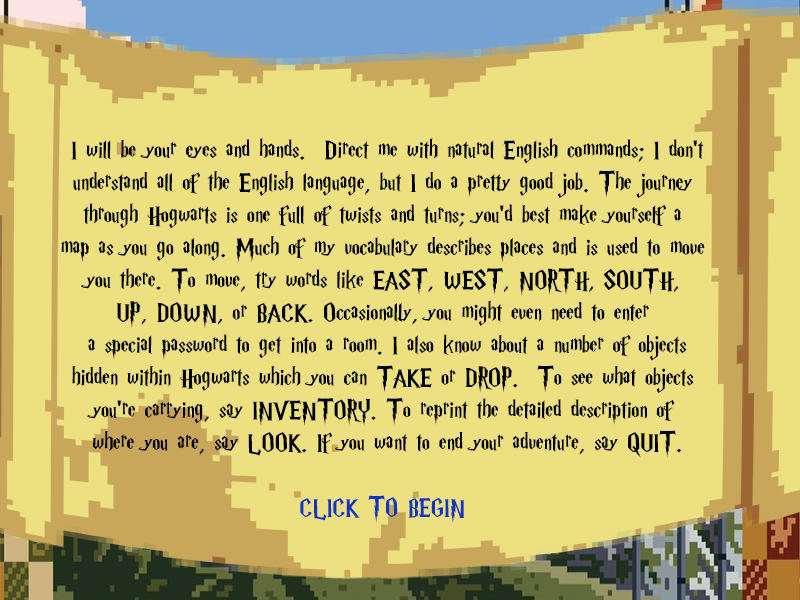 I will be your eyes and hands. Direct me with natural English commands; I don't
understand all of the English language, but I do a pretty good job. The journey
through Hogwarts is one full of twists and turns; you'd best make yourself a
map as you go along. Much of my vocabulary describes places and is used to move
you there. To move, try words like EAST, WEST, NORTH, SOUTH,
UP, DOWN, or BACK. Occasionally, you might even need to enter
a special password to get into a room. I also know about a number of objects
hidden within Hogwarts which you can TAKE or DROP. To see what objects
you're carrying, say INVENTORY. To reprint the detailed description of
where you are, say LOOK. If you want to end your adventure, say QUIT.
CLICK TO BEGIN